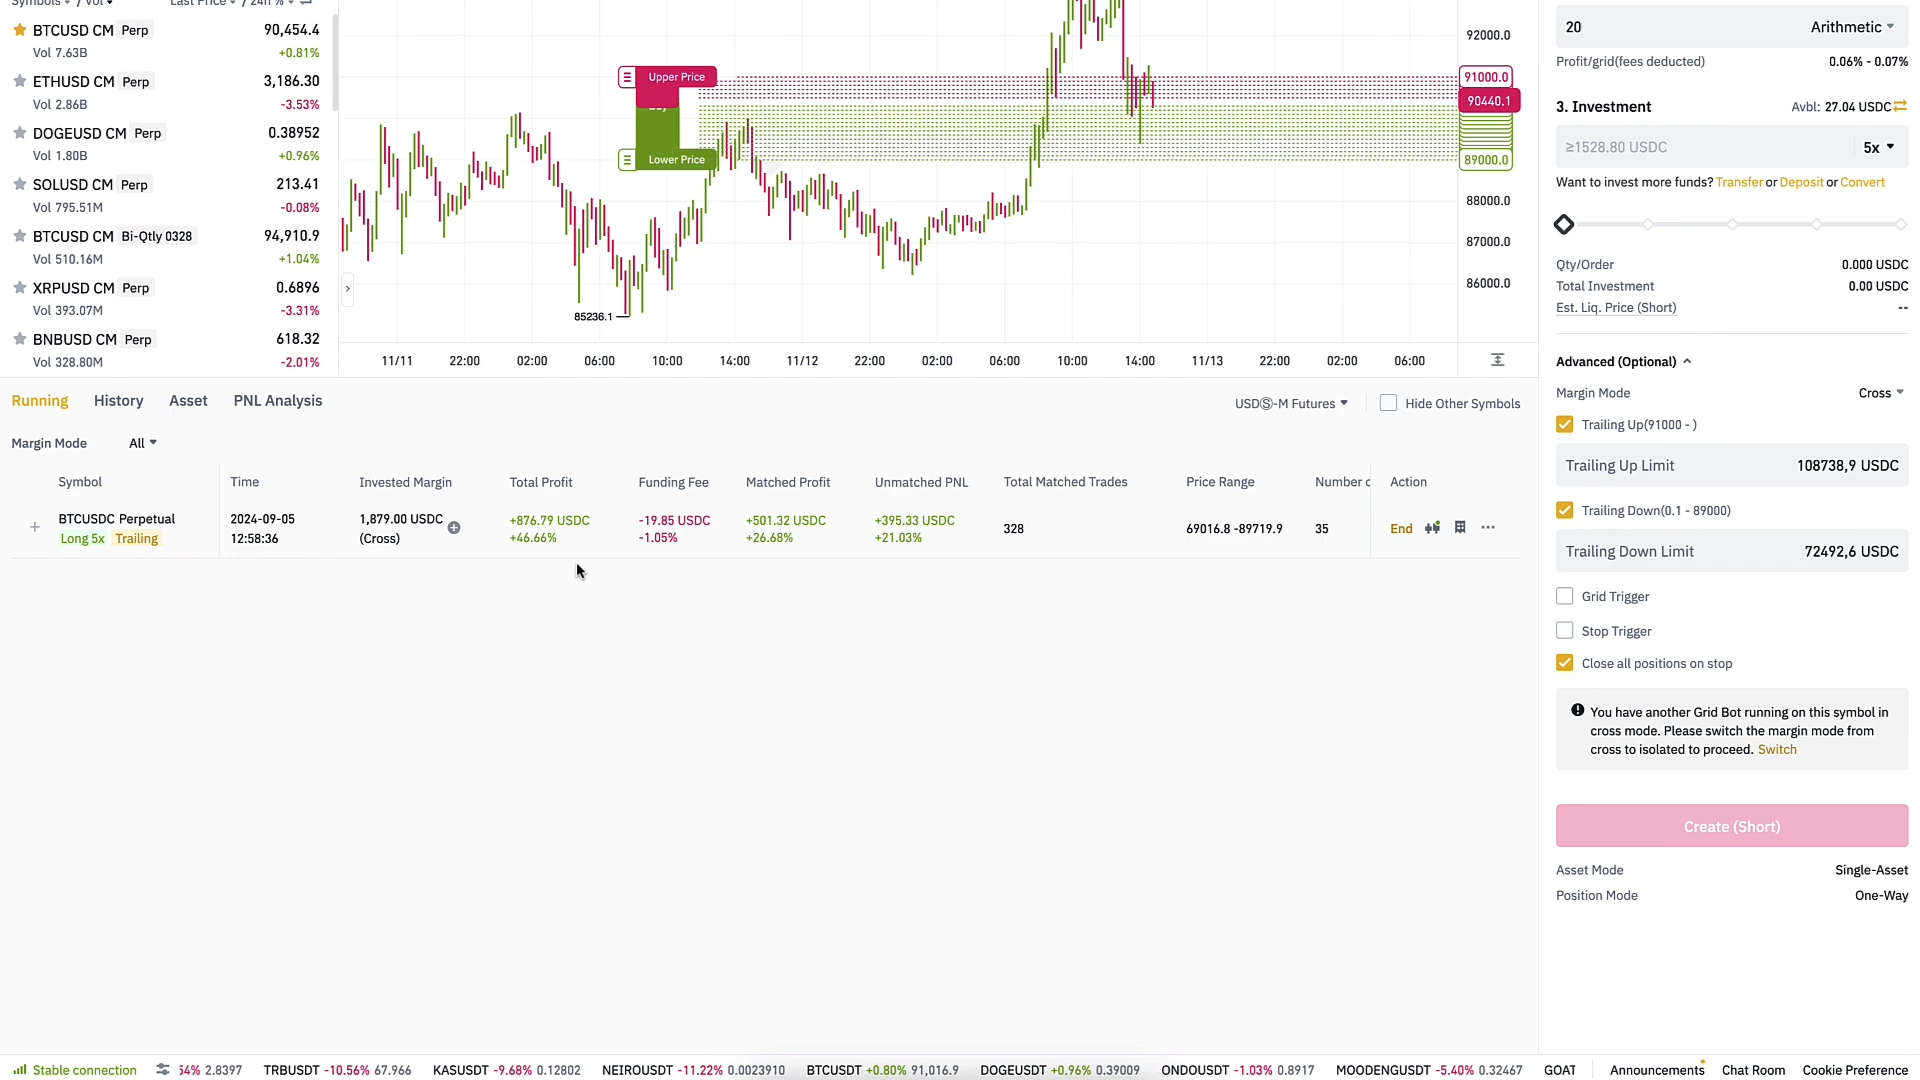 Symbols / Vol
Last Price / 24h %
BTCUSD CM Perp 90,454.4
Vol 7.63B +0.81%
ETHUSD CM Perp 3,186.30
Vol 2.86B -3.53%
DOGEUSD CM Perp 0.38952
Vol 1.80B +0.96%
SOLUSD CM Perp 213.41
Vol 795.51M -0.08%
BTCUSD CM Bi-Qtly 0328 94,910.9
Vol 510.16M +1.04%
XRPUSD CM Perp 0.6896
Vol 393.07M -3.31%
BNBUSD CM Perp 618.32
Vol 328.80M -2.01%
Upper Price
Lower Price
85236.1
92000.0
91000.0
90440.1
89000.0
88000.0
87000.0
86000.0
11/11 22:00 02:00 06:00 10:00 14:00 11/12 22:00 02:00 06:00 10:00 14:00 11/13 22:00 02:00 06:00
20 Arithmetic
Profit/grid(fees deducted) 0.06% - 0.07%
3. Investment Avbl: 27.04 USDC
≥1528.80 USDC 5x
Want to invest more funds? Transfer or Deposit or Convert
Qty/Order 0.000 USDC
Total Investment 0.00 USDC
Est. Liq. Price (Short) --
Advanced (Optional)
Margin Mode Cross
Trailing Up(91000 - )
Trailing Up Limit 108738,9 USDC
Trailing Down(0.1 - 89000)
Trailing Down Limit 72492,6 USDC
Grid Trigger
Stop Trigger
Close all positions on stop
You have another Grid Bot running on this symbol in
cross mode. Please switch the margin mode from
cross to isolated to proceed. Switch
Create (Short)
Asset Mode Single-Asset
Position Mode One-Way
Running History Asset PNL Analysis
USDⓈ-M Futures Hide Other Symbols
Margin Mode All
Symbol Time Invested Margin Total Profit Funding Fee Matched Profit Unmatched PNL Total Matched Trades Price Range Number o Action
BTCUSDC Perpetual 2024-09-05 1,879.00 USDC +876.79 USDC -19.85 USDC +501.32 USDC +395.33 USDC 328 69016.8 -89719.9 35 End
Long 5x Trailing 12:58:36 (Cross) +46.66% -1.05% +26.68% +21.03%
Stable connection 54% 2.8397 TRBUSDT -10.56% 67.966 KASUSDT -9.68% 0.12802 NEIROUSDT -11.22% 0.0023910 BTCUSDT +0.80% 91,016.9 DOGEUSDT +0.96% 0.39009 ONDOUSDT -1.03% 0.8917 MOODENGUSDT -5.40% 0.32467 GOAT Announcements Chat Room Cookie Preference